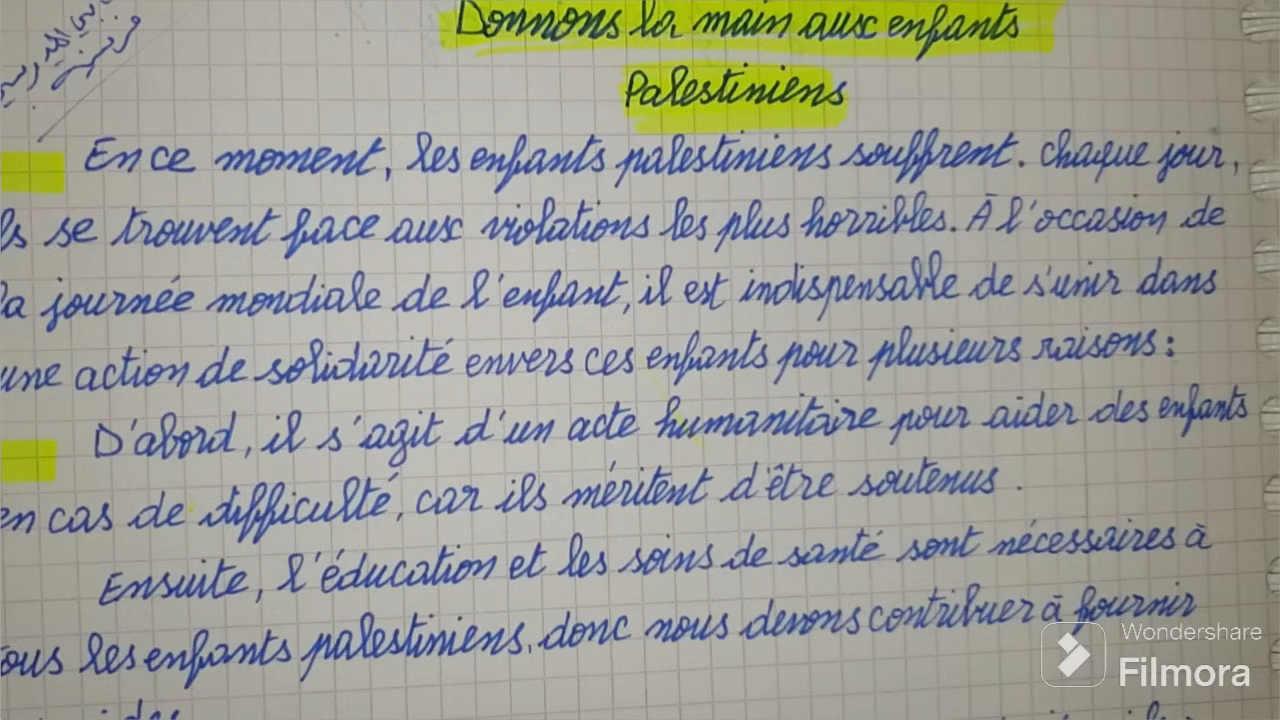 Donnons la main aux enfants
Palestiniens
En ce moment, les enfants palestiniens souffrent. Chaque jour,
ls se trouvent face aux violations les plus horribles. À l'occasion de
la journée mondiale de l'enfant, il est indispensable de s'unir dans
une action de solidarité envers ces enfants pour plusieurs raisons :
D'abord, il s'agit d'un acte humanitaire pour aider des enfants
en cas de difficulté, car ils méritent d'être soutenus.
Ensuite, l'éducation et les soins de santé sont nécessaires à
ous les enfants palestiniens, donc nous devons contribuer à fournir
Wondershare
Filmora